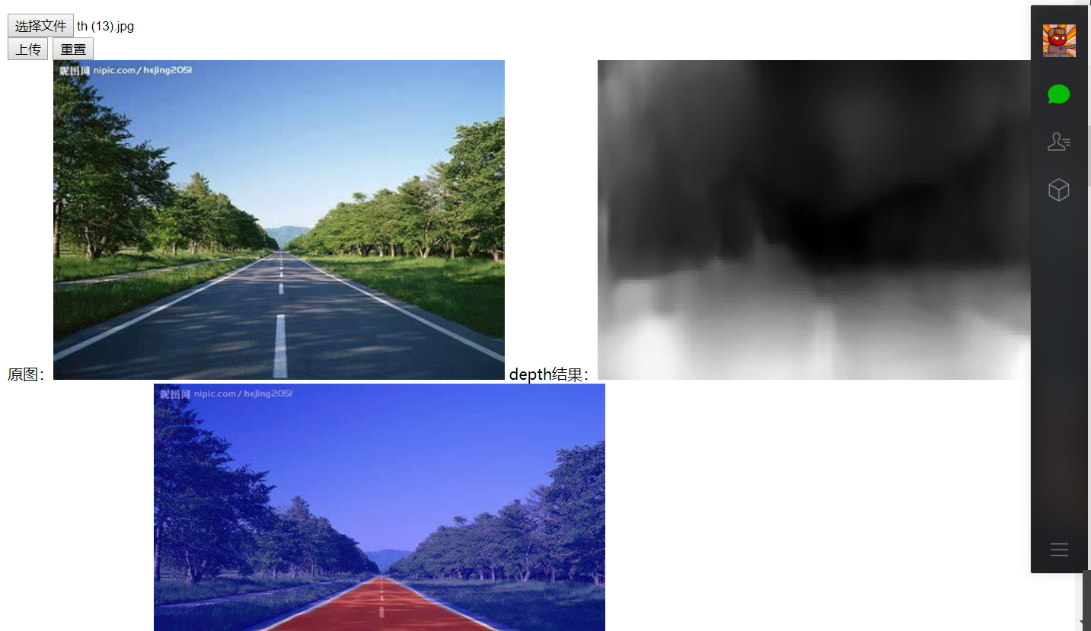 选择文件 th (13).jpg
上传 重置
昵图网 nipic.com/hejing2051
原图： depth结果：
昵图网 nipic.com/hejing2051